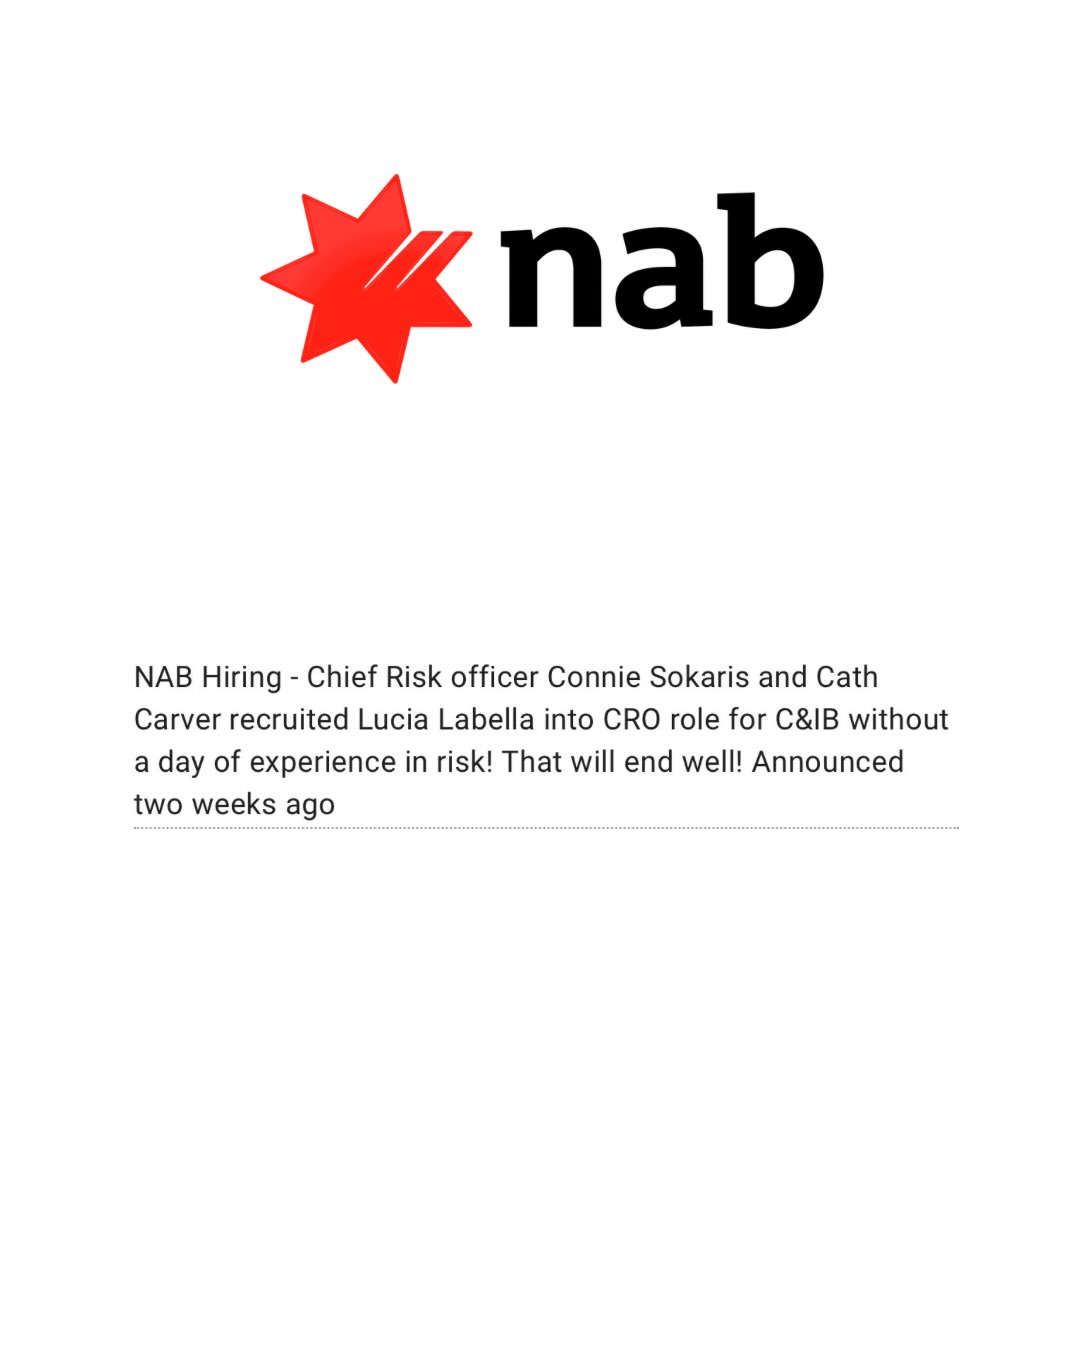 nab
NAB Hiring - Chief Risk officer Connie Sokaris and Cath
Carver recruited Lucia Labella into CRO role for C&IB without
a day of experience in risk! That will end well! Announced
two weeks ago